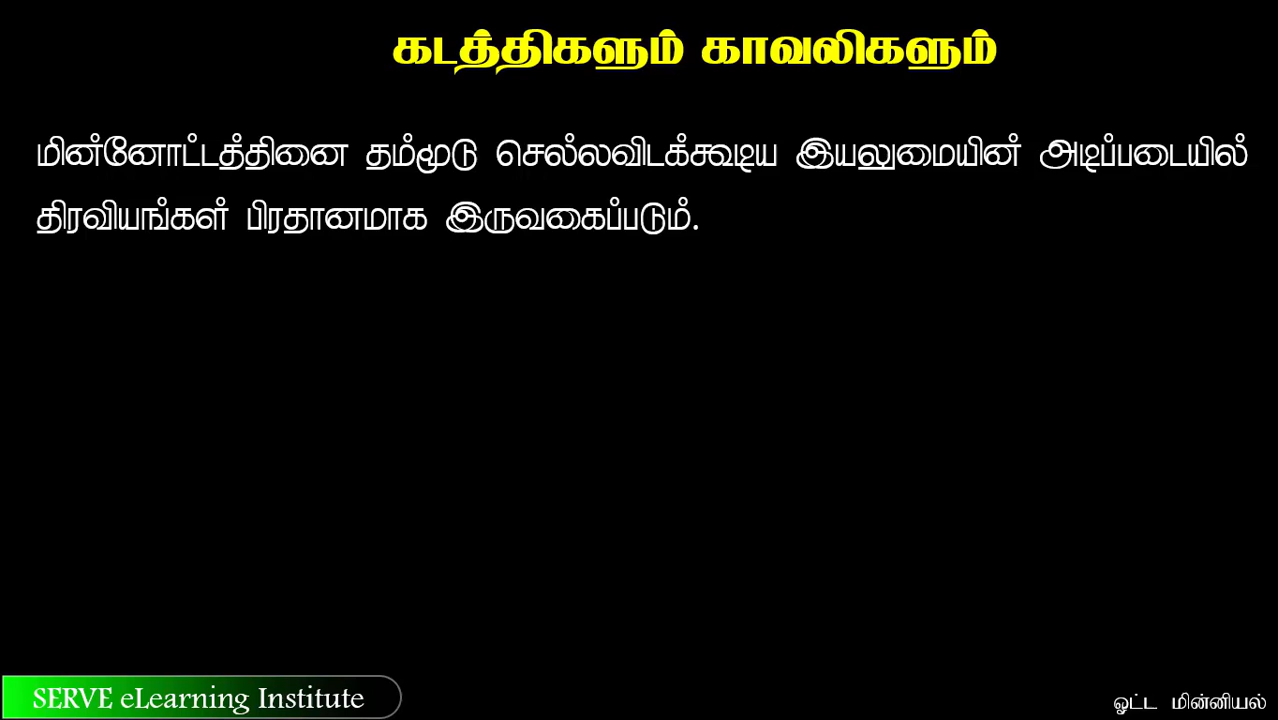 கடத்திகளும் காவலிகளும்
மின்னோட்டத்தினை தம்மூடு செல்லவிடக்கூடிய இயலுமையின் அடிப்படையில்
திரவியங்கள் பிரதானமாக இருவகைப்படும்.
SERVE eLearning Institute
ஓட்ட மின்னியல்